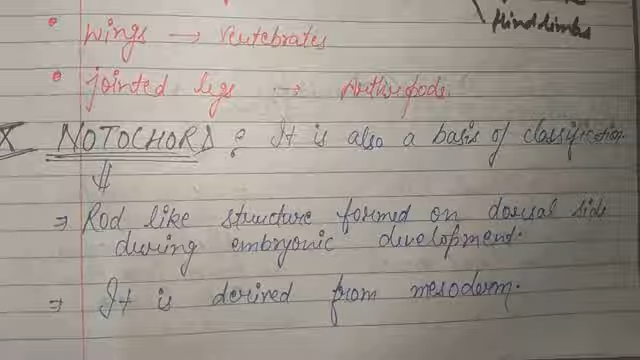 Hindlimbs
• Wings → Vertebrates
• Jointed legs → Arthropods.
X NOTOCHORD : It is also a basis of classification
⇓
⇒ Rod like structure formed on dorsal side
during embryonic development.
⇒ It is derived from mesoderm.